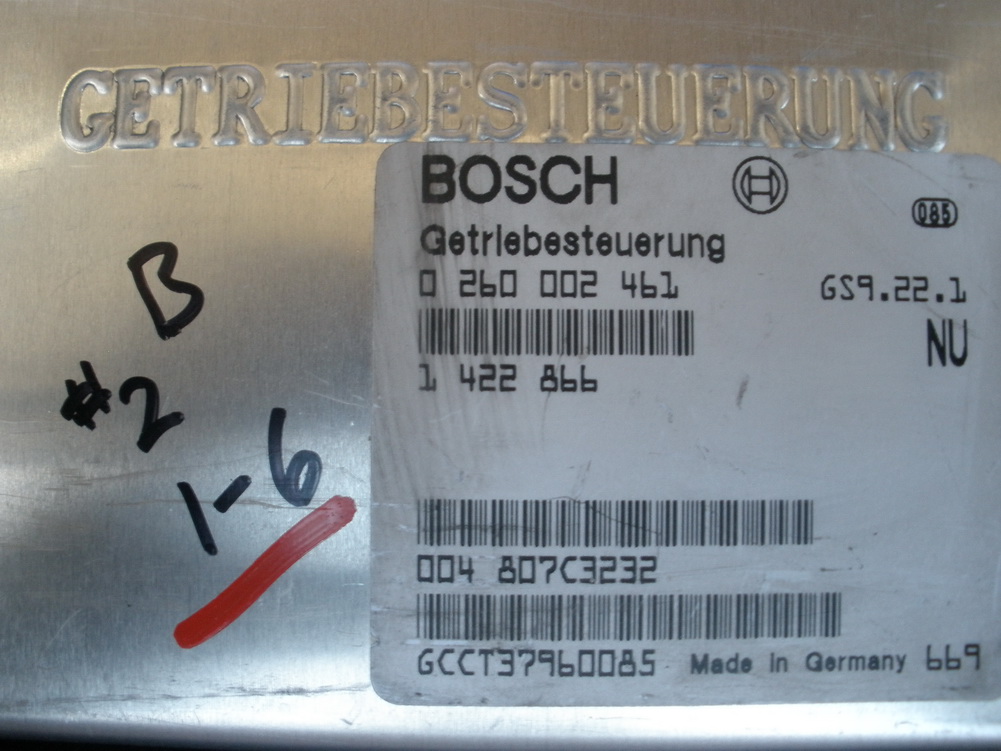 GETRIEBESTEUERUNG
BOSCH
085
Getriebesteuerung
0 260 002 461
GS9.22.1
NU
1 422 866
004 807C3232
GCCT37960085 Made in Germany 669
B
#2
1-6